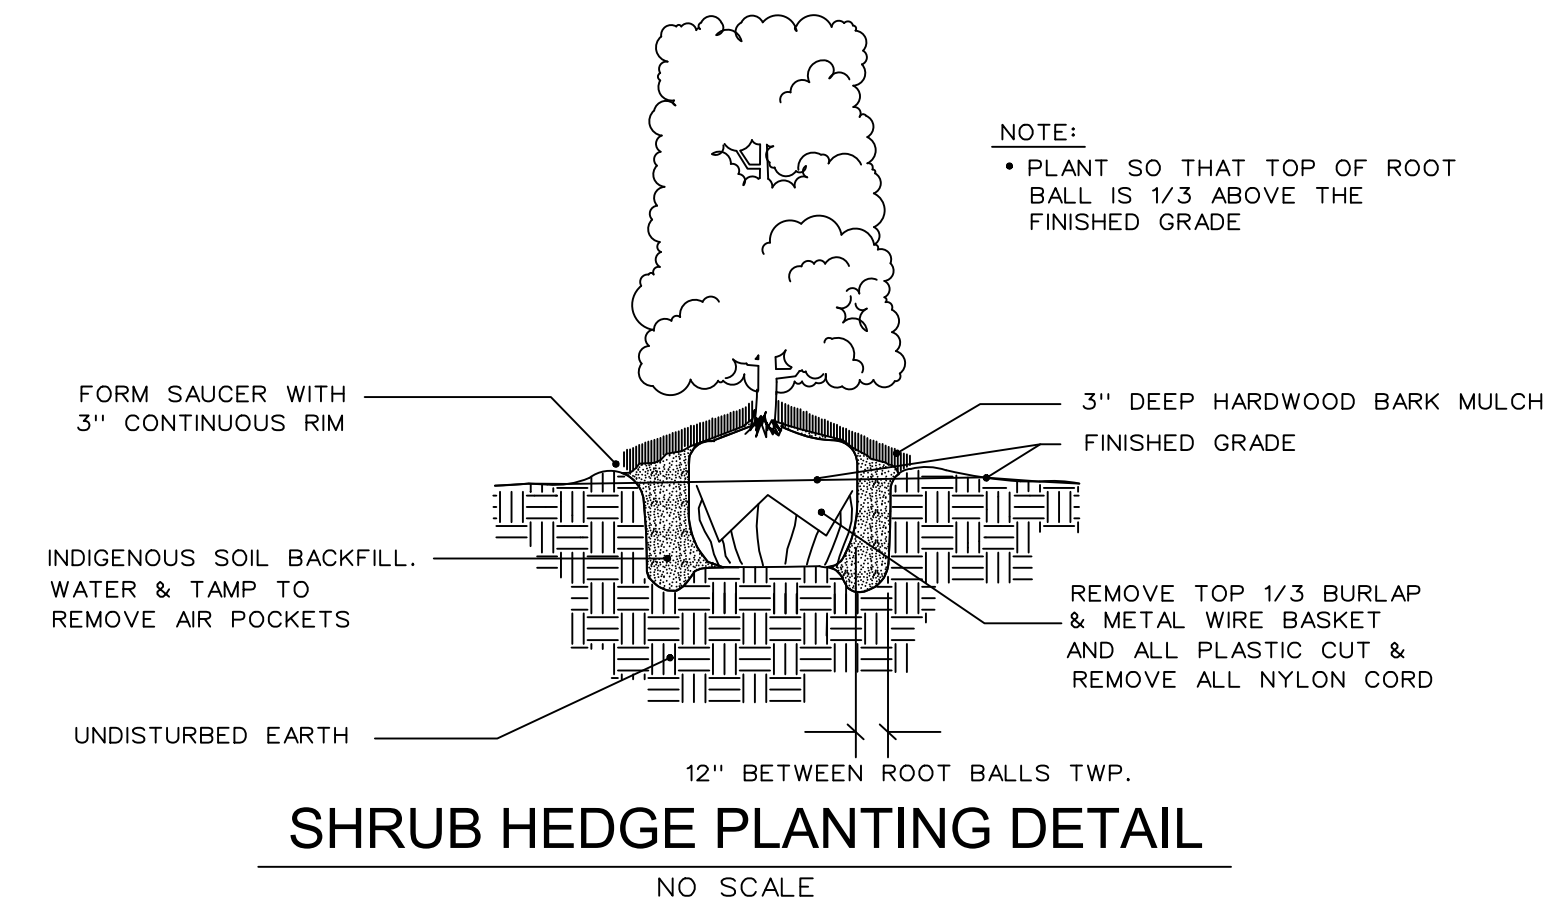 NOTE:
• PLANT SO THAT TOP OF ROOT
BALL IS 1/3 ABOVE THE
FINISHED GRADE
FORM SAUCER WITH
3" CONTINUOUS RIM
3" DEEP HARDWOOD BARK MULCH
FINISHED GRADE
INDIGENOUS SOIL BACKFILL.
WATER & TAMP TO
REMOVE AIR POCKETS
REMOVE TOP 1/3 BURLAP
& METAL WIRE BASKET
AND ALL PLASTIC CUT &
REMOVE ALL NYLON CORD
UNDISTURBED EARTH
12" BETWEEN ROOT BALLS TWP.
SHRUB HEDGE PLANTING DETAIL
NO SCALE